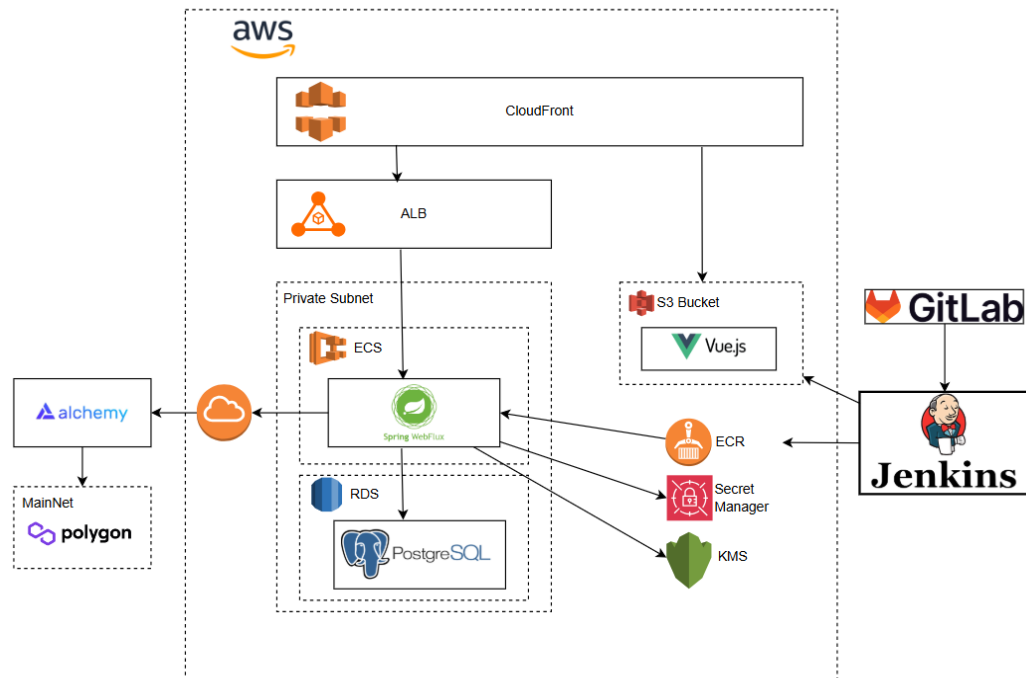 aws
CloudFront
ALB
Private Subnet
S3 Bucket
GitLab
Vue.js
ECS
alchemy
Spring WebFlux
ECR
Jenkins
RDS
Secret
Manager
MainNet
polygon
PostgreSQL
KMS